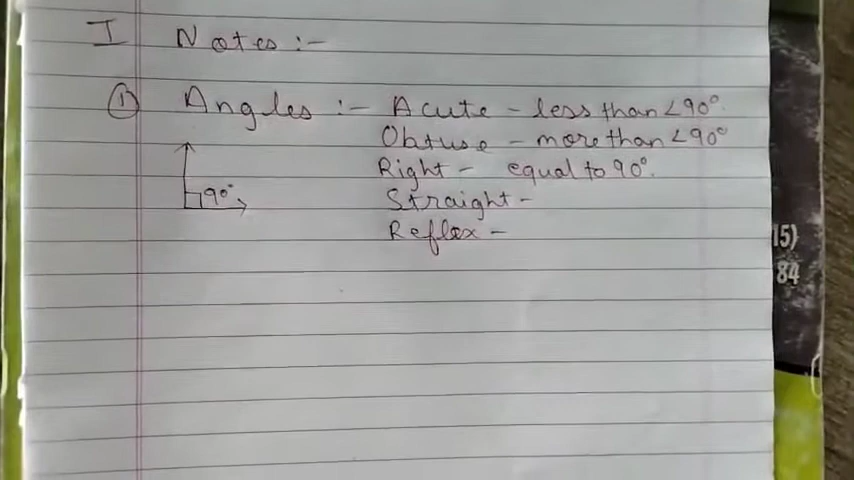 I Notes :-
① Angles :- Acute - less than ∠90°.
Obtuse - more than ∠90°
Right - equal to 90°.
Straight -
Reflex -
90°
15)
84